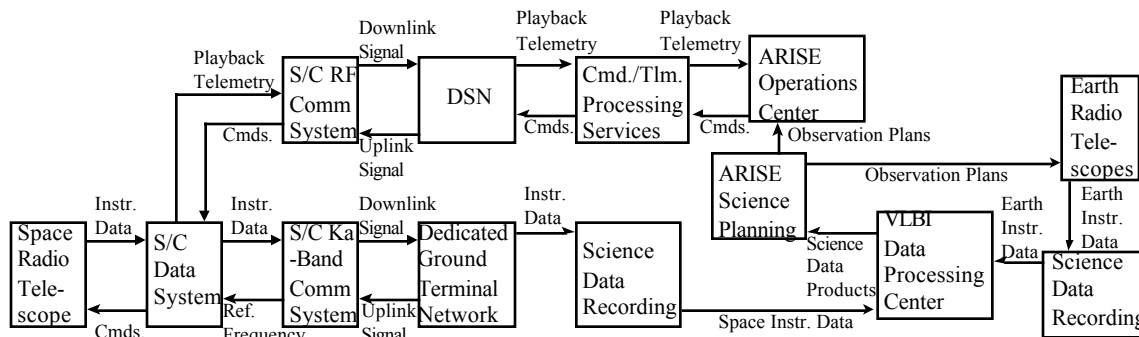 Playback
Telemetry
S/C RF
Comm
System
Downlink
Signal
Uplink
Signal
Cmds.
DSN
Playback
Telemetry
Cmds.
Cmd./Tlm.
Processing
Services
Playback
Telemetry
Cmds.
ARISE
Operations
Center
Observation Plans
ARISE
Science
Planning
Observation Plans
Earth
Radio
Tele-
scopes
Earth
Instr.
Data
Space
Radio
Tele-
scope
Instr.
Data
Cmds.
S/C
Data
System
Instr.
Data
Ref.
Frequency
S/C Ka
-Band
Comm
System
Downlink
Signal
Uplink
Signal
Dedicated
Ground
Terminal
Network
Instr.
Data
Science
Data
Recording
Space Instr. Data
Science
Data
Products
VLBI
Data
Processing
Center
Earth
Instr.
Data
Science
Data
Recording